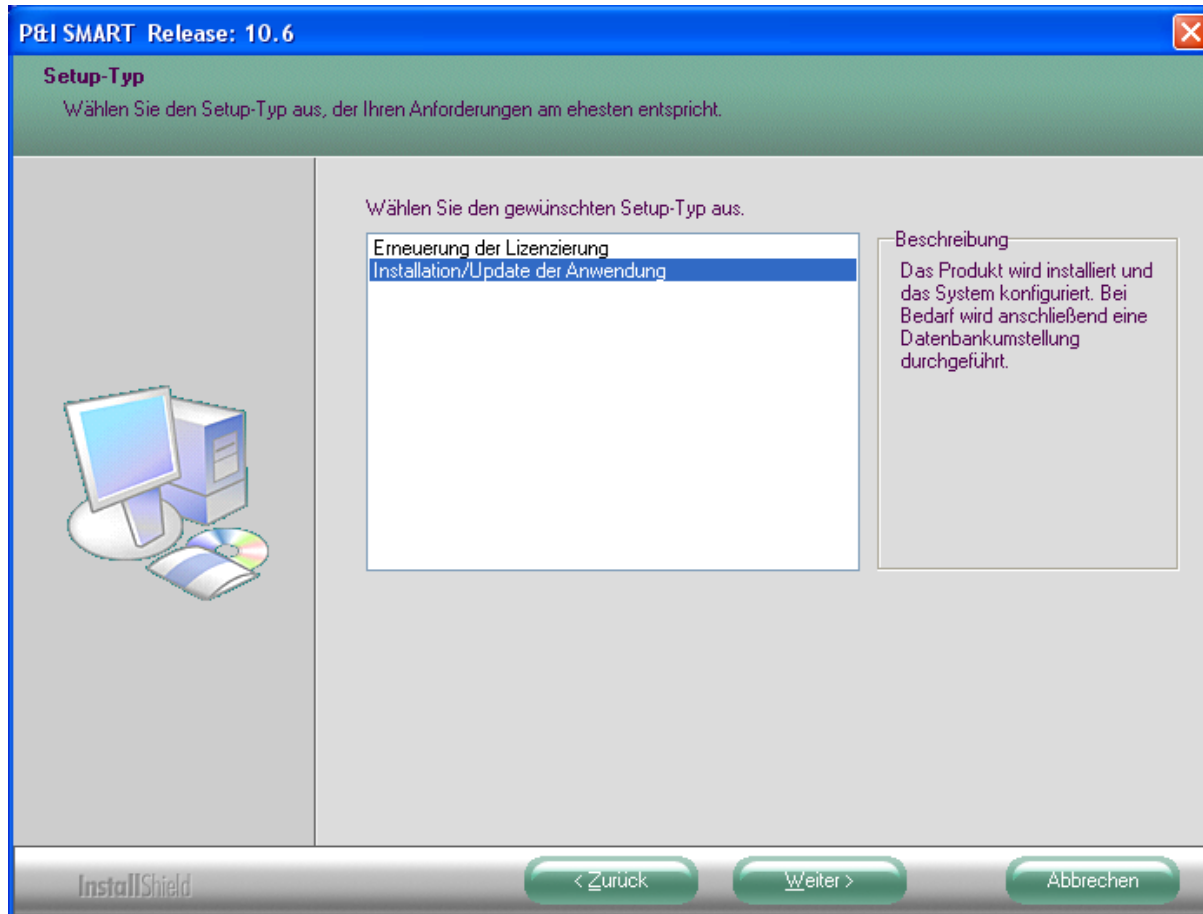 P&I SMART Release: 10.6
Setup-Typ
Wählen Sie den Setup-Typ aus, der Ihren Anforderungen am ehesten entspricht.
Wählen Sie den gewünschten Setup-Typ aus.
Erneuerung der Lizenzierung
Installation/Update der Anwendung
Beschreibung
Das Produkt wird installiert und
das System konfiguriert. Bei
Bedarf wird anschließend eine
Datenbankumstellung
durchgeführt.
InstallShield
< Zurück
Weiter >
Abbrechen